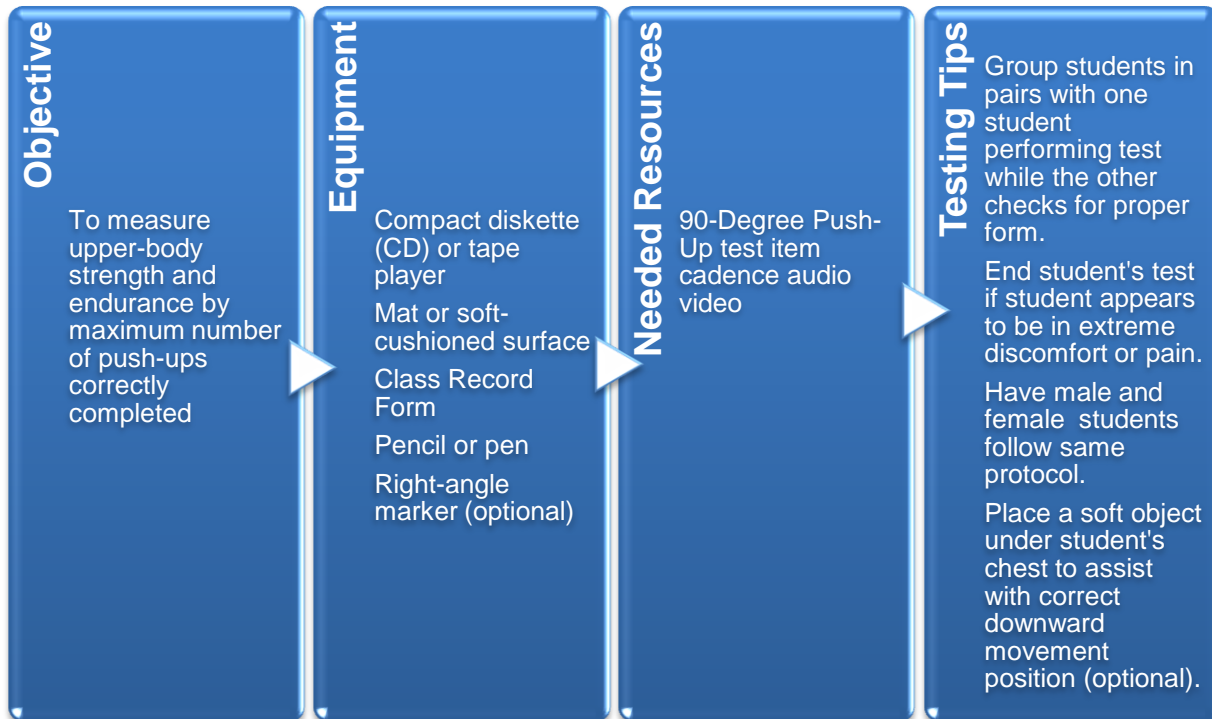 Objective
To measure
upper-body
strength and
endurance by
maximum number
of push-ups
correctly
completed
Equipment
Compact diskette
(CD) or tape
player
Mat or soft-
cushioned surface
Class Record
Form
Pencil or pen
Right-angle
marker (optional)
Needed Resources
90-Degree Push-
Up test item
cadence audio
video
Testing Tips
Group students in
pairs with one
student
performing test
while the other
checks for proper
form.
End student's test
if student appears
to be in extreme
discomfort or pain.
Have male and
female  students
follow same
protocol.
Place a soft object
under student's
chest to assist
with correct
downward
movement
position (optional).